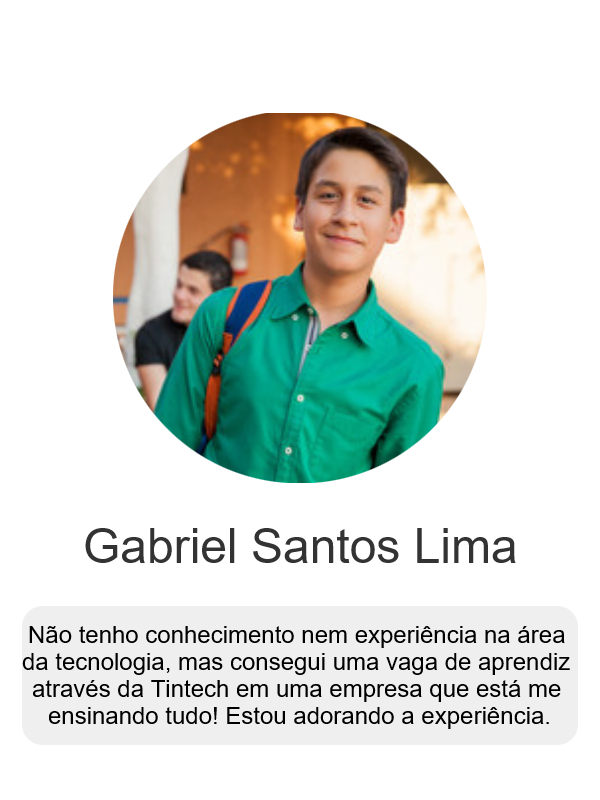 Gabriel Santos Lima
Não tenho conhecimento nem experiência na área
da tecnologia, mas consegui uma vaga de aprendiz
através da Tintech em uma empresa que está me
ensinando tudo! Estou adorando a experiência.